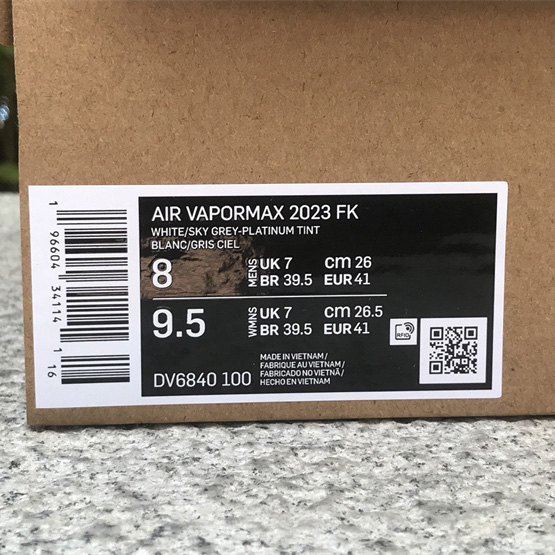 AIR VAPORMAX 2023 FK
WHITE/SKY GREY-PLATINUM TINT
BLANC/GRIS CIEL
8 MENS UK 7 cm 26
BR 39.5 EUR 41
9.5 WMNS UK 7 cm 26.5
BR 39.5 EUR 41
RFID
DV6840 100
MADE IN VIETNAM /
FABRIQUE AU VIETNAM /
FABRICADO NO VIETNÃ /
HECHO EN VIETNAM
1 96604 34114 1 16